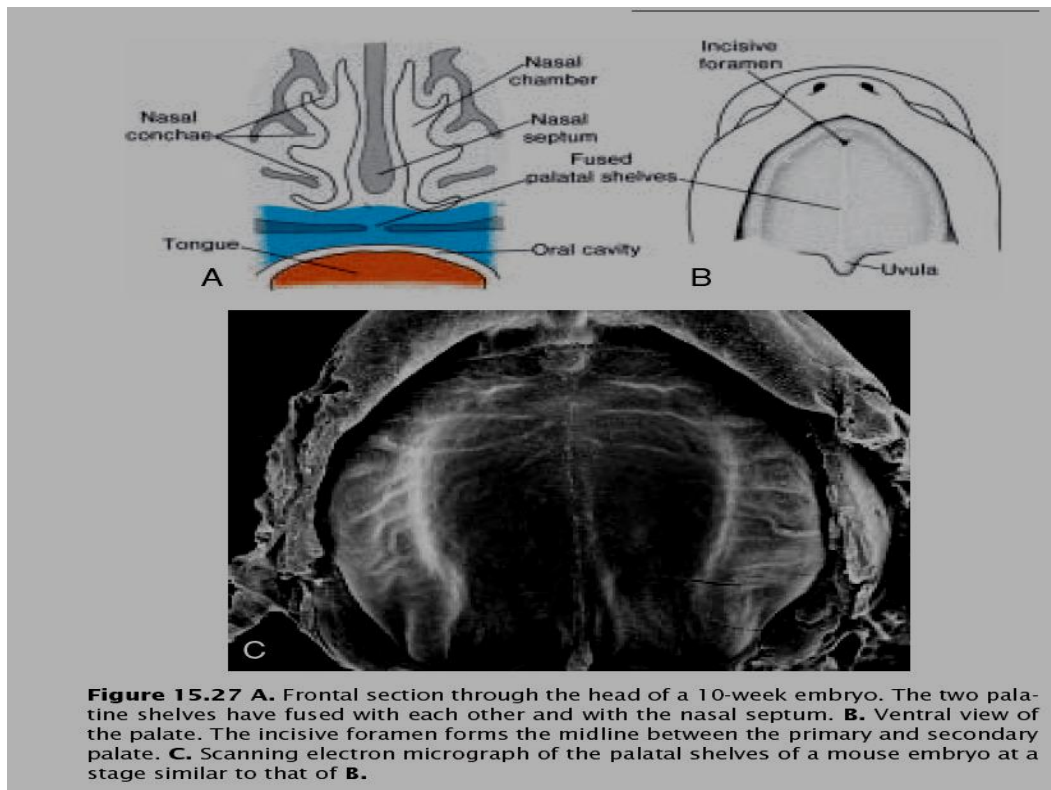 Nasal
conchae
Nasal
chamber
Nasal
septum
Fused
palatal shelves
Tongue
Oral cavity
A
Incisive
foramen
Uvula
B
C
Figure 15.27 A. Frontal section through the head of a 10-week embryo. The two pala-
tine shelves have fused with each other and with the nasal septum. B. Ventral view of
the palate. The incisive foramen forms the midline between the primary and secondary
palate. C. Scanning electron micrograph of the palatal shelves of a mouse embryo at a
stage similar to that of B.